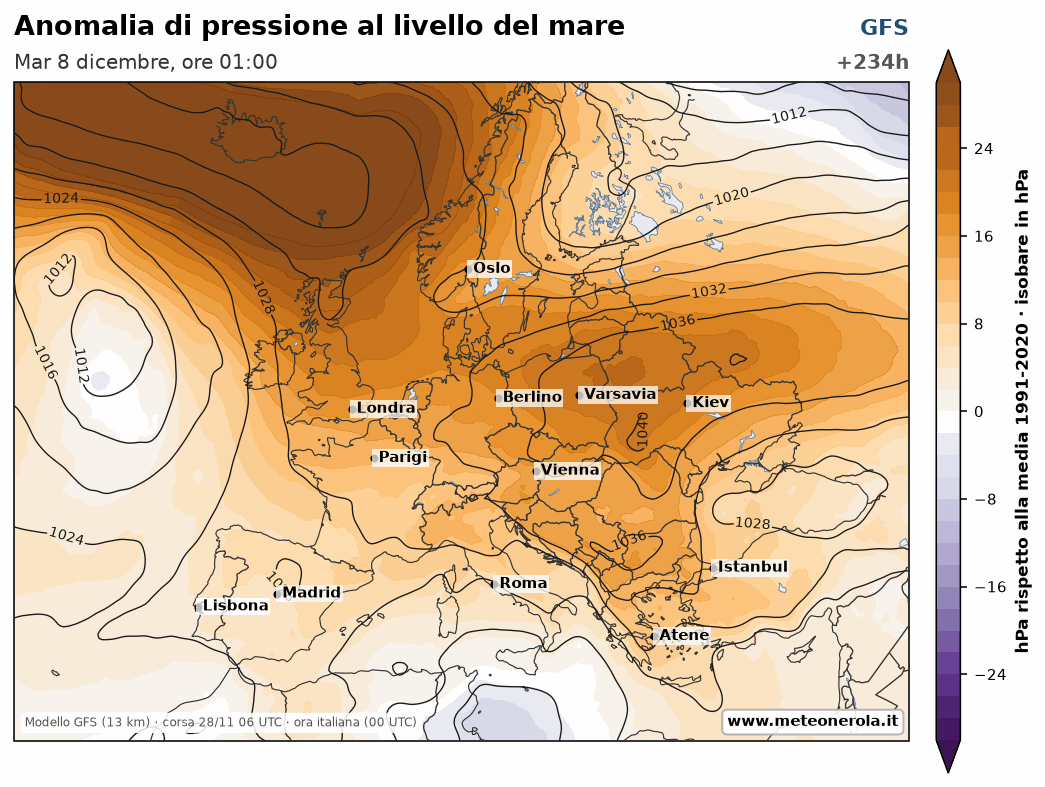 Anomalia di pressione al livello del mare
GFS
Mar 8 dicembre, ore 01:00
+234h
1012
1024
1020
1012
Oslo
1028
1032
1036
1016
1012
Berlino
Varsavia
Kiev
Londra
1040
Parigi
Vienna
1028
1024
1036
Istanbul
Roma
Madrid
Lisbona
Atene
Modello GFS (13 km) · corsa 28/11 06 UTC · ora italiana (00 UTC)
www.meteonerola.it
24
16
8
0
−8
−16
−24
hPa rispetto alla media 1991-2020 · isobare in hPa